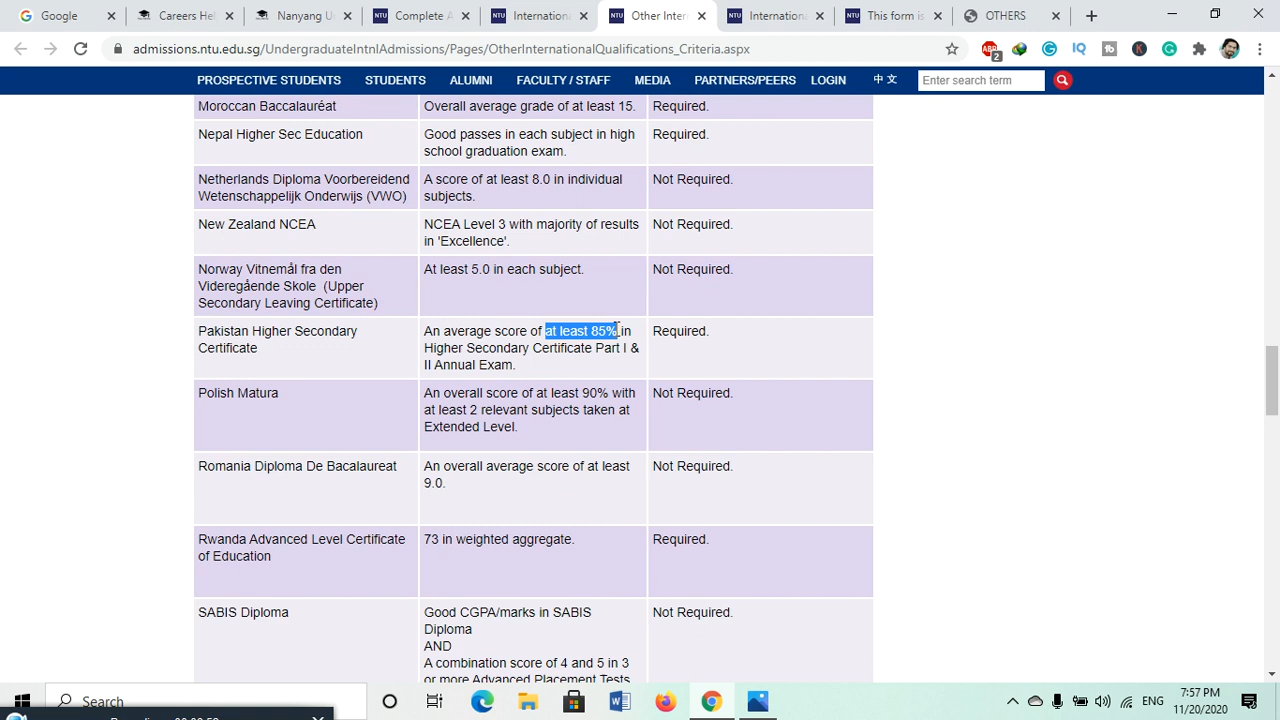 Google
Careers Hel
Nanyang U
Complete A
Internation
Other Inter
Internationa
This form is
OTHERS
admissions.ntu.edu.sg/UndergraduateIntnlAdmissions/Pages/OtherInternationalQualifications_Criteria.aspx
PROSPECTIVE STUDENTS STUDENTS ALUMNI FACULTY / STAFF MEDIA PARTNERS/PEERS LOGIN 中 文 Enter search term
Moroccan Baccalauréat
Overall average grade of at least 15.
Required.
Nepal Higher Sec Education
Good passes in each subject in high
school graduation exam.
Required.
Netherlands Diploma Voorbereidend
Wetenschappelijk Onderwijs (VWO)
A score of at least 8.0 in individual
subjects.
Not Required.
New Zealand NCEA
NCEA Level 3 with majority of results
in 'Excellence'.
Not Required.
Norway Vitnemål fra den
Videregående Skole (Upper
Secondary Leaving Certificate)
At least 5.0 in each subject.
Not Required.
Pakistan Higher Secondary
Certificate
An average score of at least 85% in
Higher Secondary Certificate Part I &
II Annual Exam.
Required.
Polish Matura
An overall score of at least 90% with
at least 2 relevant subjects taken at
Extended Level.
Not Required.
Romania Diploma De Bacalaureat
An overall average score of at least
9.0.
Not Required.
Rwanda Advanced Level Certificate
of Education
73 in weighted aggregate.
Required.
SABIS Diploma
Good CGPA/marks in SABIS
Diploma
AND
A combination score of 4 and 5 in 3
or more Advanced Placement Tests
Not Required.
Search
ENG
7:57 PM
11/20/2020